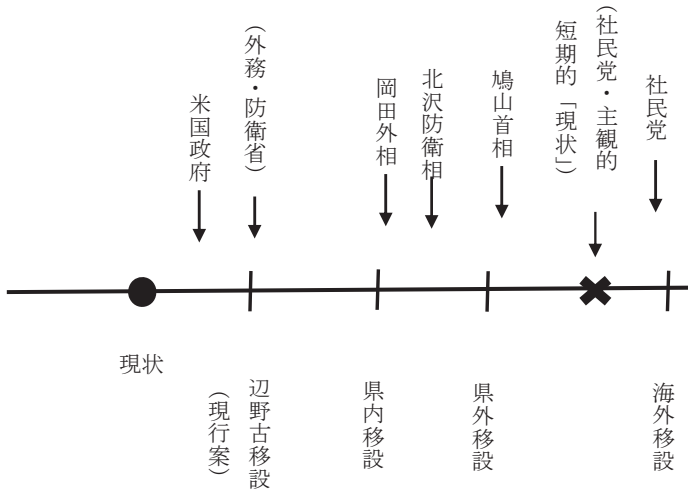 米国政府
（外務・防衛省）
岡田外相
北沢防衛相
鳩山首相
（社民党・主観的
短期的「現状」）
社民党
現状
辺野古移設
（現行案）
県内移設
県外移設
海外移設